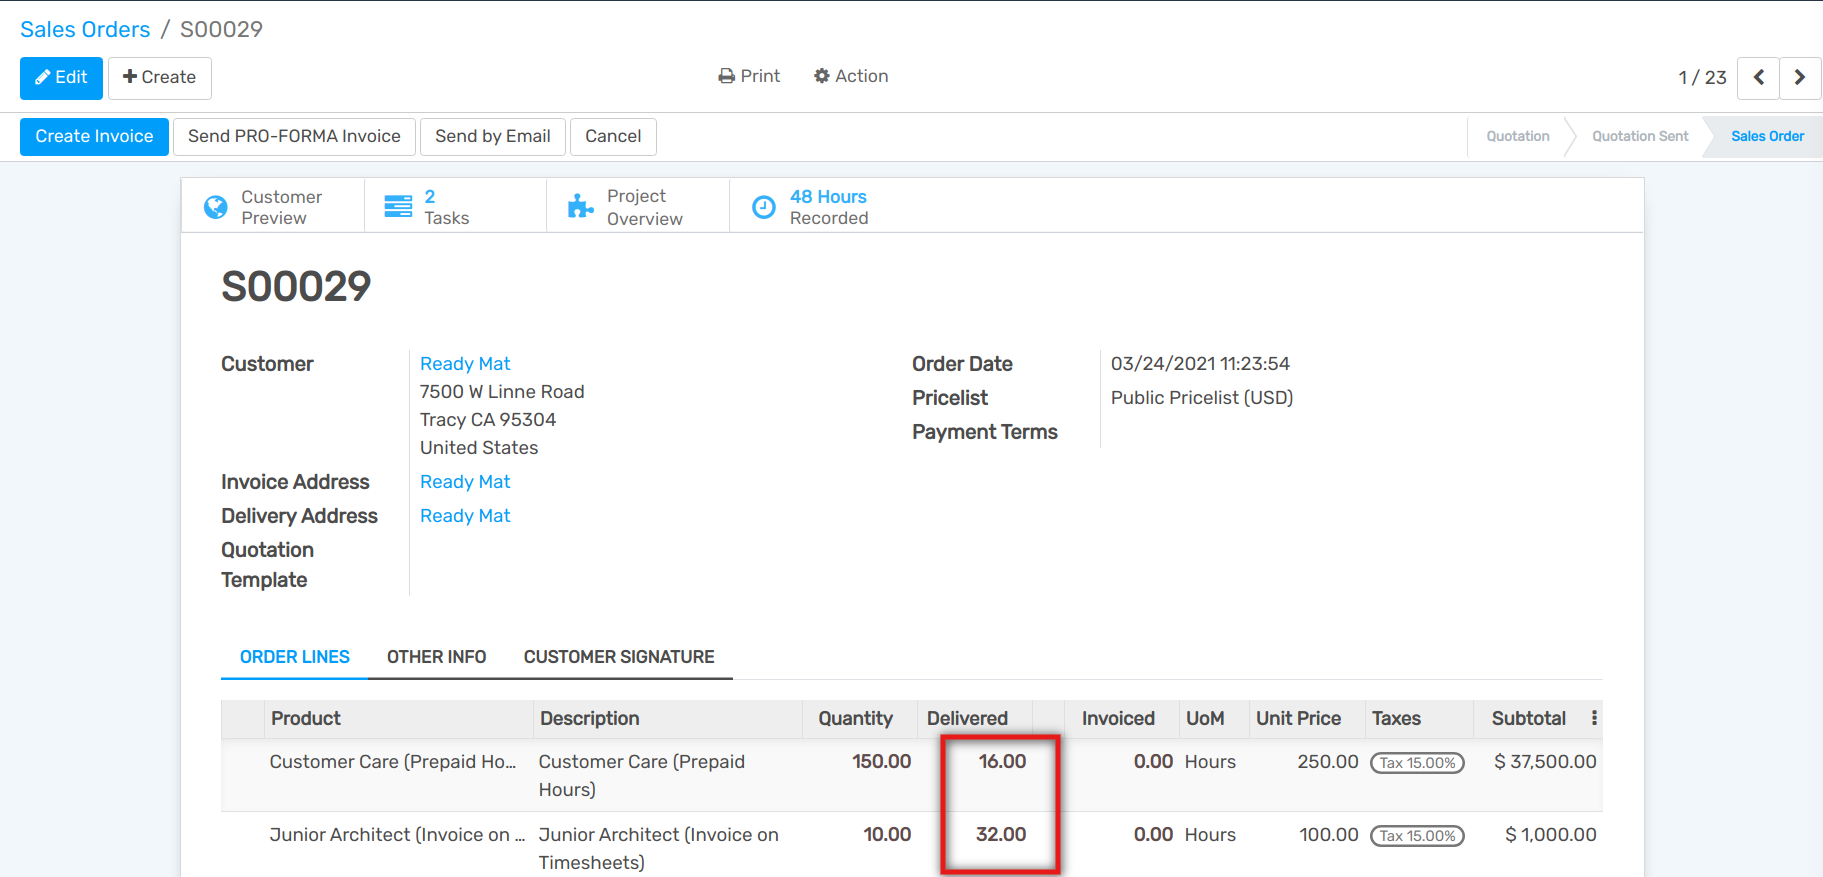 Sales Orders / S00029
Edit Create Print Action 1 / 23
Create Invoice Send PRO-FORMA Invoice Send by Email Cancel Quotation Quotation Sent Sales Order
Customer Preview
2 Tasks
Project Overview
48 Hours Recorded
S00029
Customer Ready Mat
7500 W Linne Road
Tracy CA 95304
United States
Invoice Address Ready Mat
Delivery Address Ready Mat
Quotation
Template
Order Date 03/24/2021 11:23:54
Pricelist Public Pricelist (USD)
Payment Terms
ORDER LINES OTHER INFO CUSTOMER SIGNATURE
Product Description Quantity Delivered Invoiced UoM Unit Price Taxes Subtotal
Customer Care (Prepaid Ho... Customer Care (Prepaid 150.00 16.00 0.00 Hours 250.00 Tax 15.00% $ 37,500.00
Hours)
Junior Architect (Invoice on ... Junior Architect (Invoice on 10.00 32.00 0.00 Hours 100.00 Tax 15.00% $ 1,000.00
Timesheets)